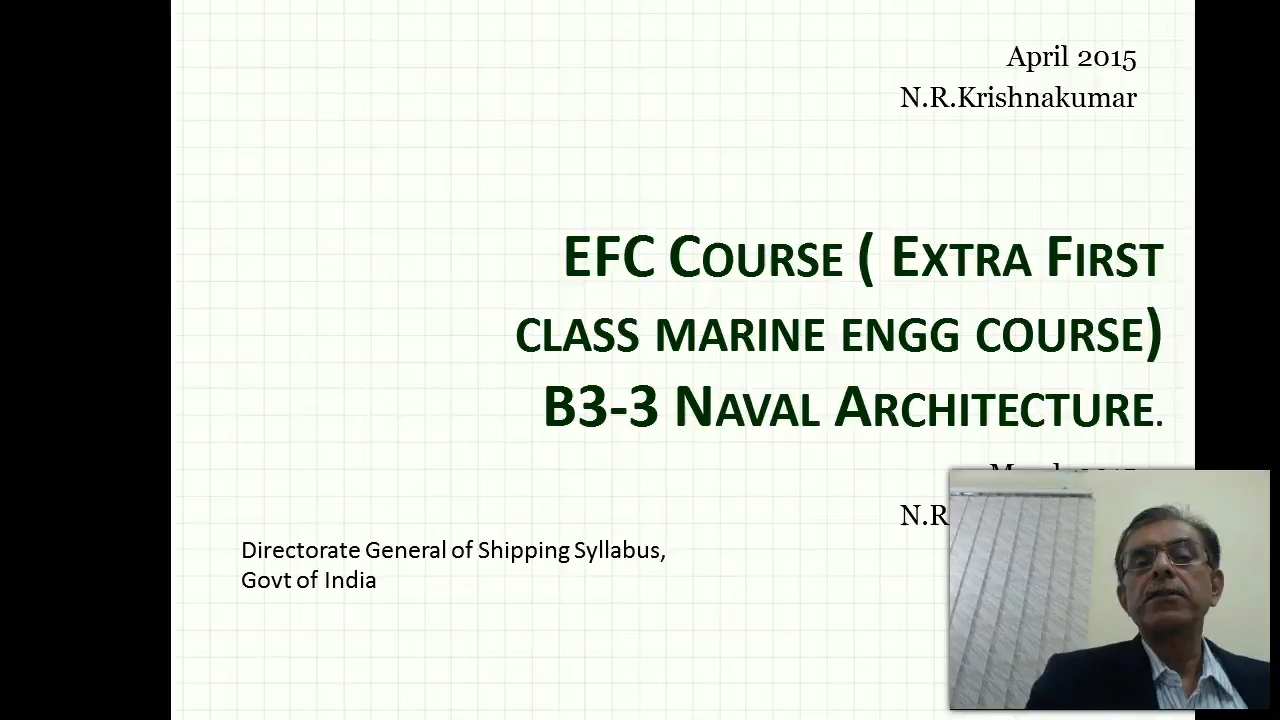 April 2015
N.R.Krishnakumar
EFC COURSE ( EXTRA FIRST
CLASS MARINE ENGG COURSE)
B3-3 NAVAL ARCHITECTURE.
N.R
Directorate General of Shipping Syllabus,
Govt of India